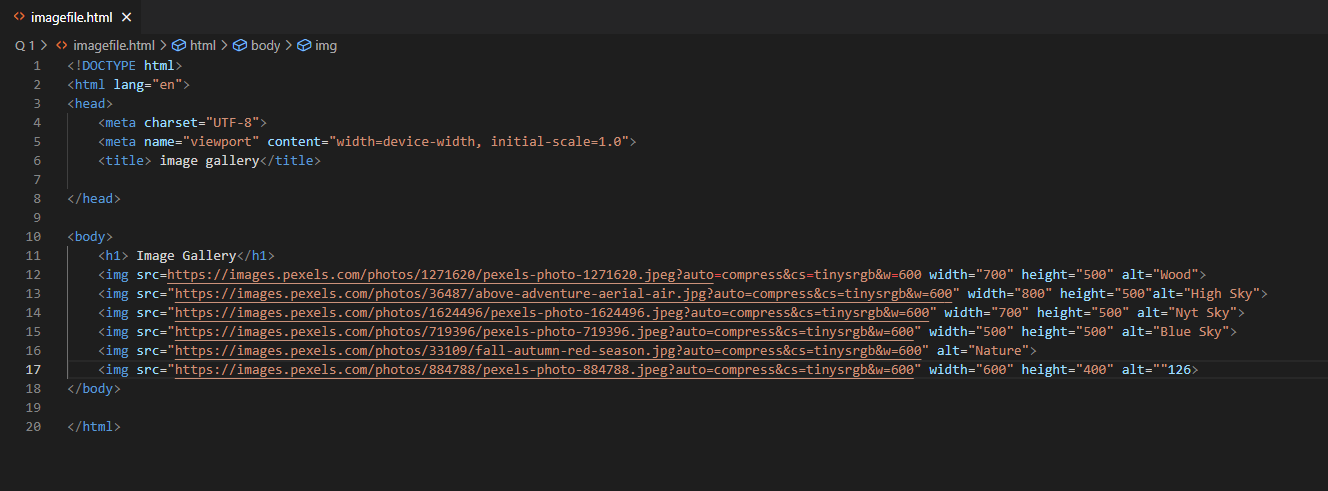 imagefile.html
Q 1 > imagefile.html > html > body > img
1 <!DOCTYPE html>
2 <html lang="en">
3 <head>
4     <meta charset="UTF-8">
5     <meta name="viewport" content="width=device-width, initial-scale=1.0">
6     <title> image gallery</title>
7
8 </head>
9
10 <body>
11     <h1> Image Gallery</h1>
12     <img src=https://images.pexels.com/photos/1271620/pexels-photo-1271620.jpeg?auto=compress&cs=tinysrgb&w=600 width="700" height="500" alt="Wood">
13     <img src="https://images.pexels.com/photos/36487/above-adventure-aerial-air.jpg?auto=compress&cs=tinysrgb&w=600" width="800" height="500"alt="High Sky">
14     <img src="https://images.pexels.com/photos/1624496/pexels-photo-1624496.jpeg?auto=compress&cs=tinysrgb&w=600" width="700" height="500" alt="Nyt Sky">
15     <img src="https://images.pexels.com/photos/719396/pexels-photo-719396.jpeg?auto=compress&cs=tinysrgb&w=600" width="500" height="500" alt="Blue Sky">
16     <img src="https://images.pexels.com/photos/33109/fall-autumn-red-season.jpg?auto=compress&cs=tinysrgb&w=600" alt="Nature">
17     <img src="https://images.pexels.com/photos/884788/pexels-photo-884788.jpeg?auto=compress&cs=tinysrgb&w=600" width="600" height="400" alt=""126>
18 </body>
19
20 </html>